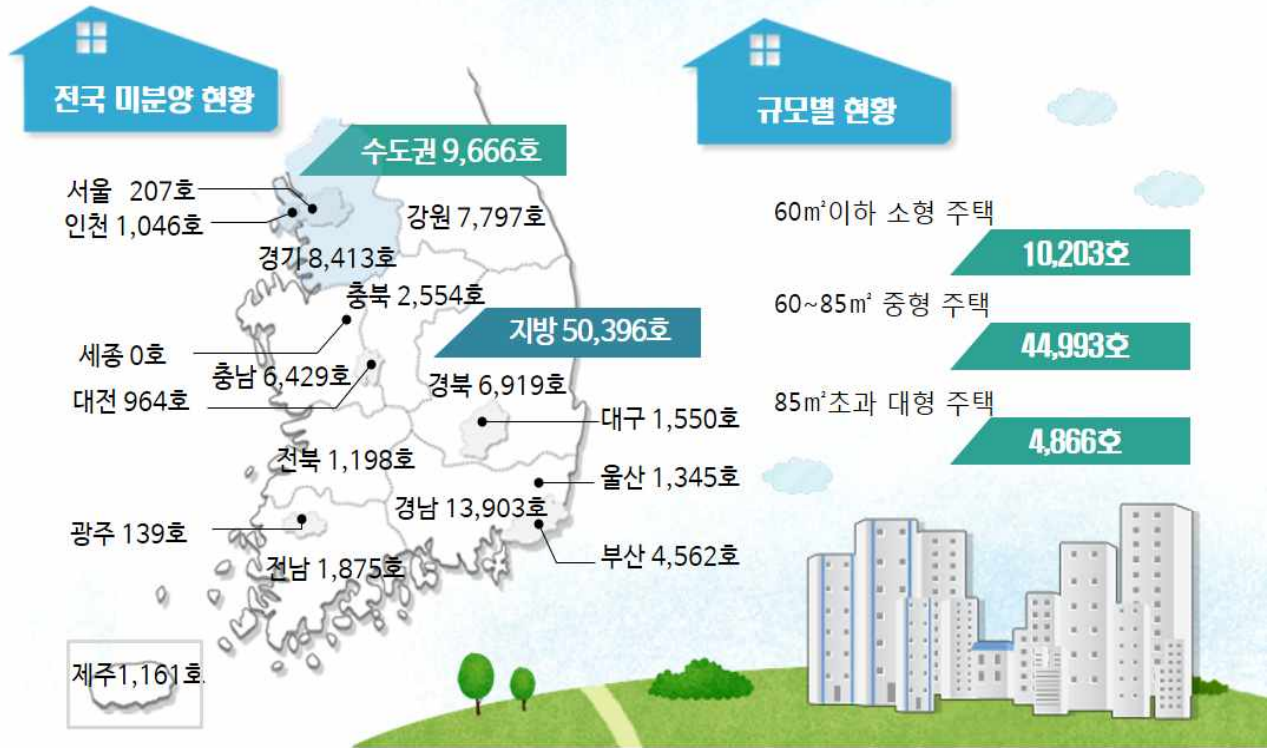 전국 미분양 현황
수도권 9,666호
서울 207호
인천 1,046호
강원 7,797호
경기 8,413호
충북 2,554호
지방 50,396호
세종 0호
충남 6,429호
경북 6,919호
대전 964호
대구 1,550호
전북 1,198호
울산 1,345호
경남 13,903호
광주 139호
부산 4,562호
전남 1,875호
제주1,161호
규모별 현황
60㎡이하 소형 주택
10,203호
60~85㎡ 중형 주택
44,993호
85㎡초과 대형 주택
4,866호